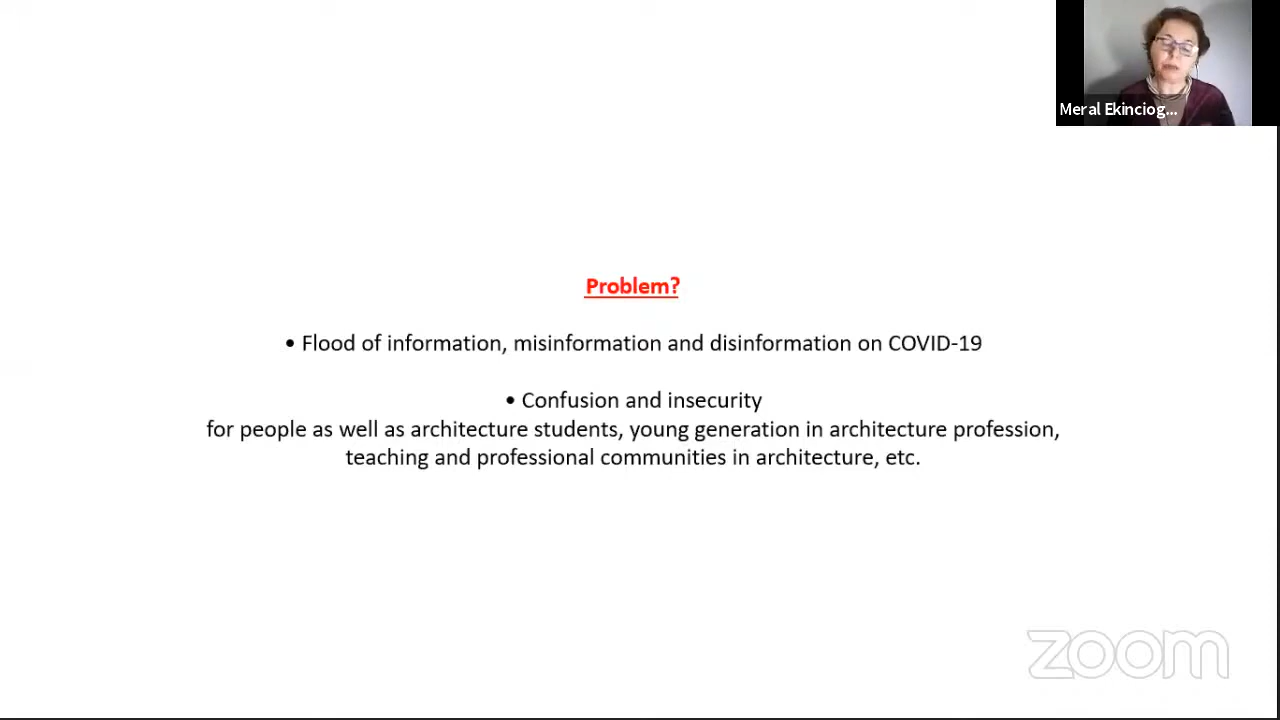 Meral Ekinciog...
Problem?
• Flood of information, misinformation and disinformation on COVID-19
• Confusion and insecurity
for people as well as architecture students, young generation in architecture profession,
teaching and professional communities in architecture, etc.
zoom